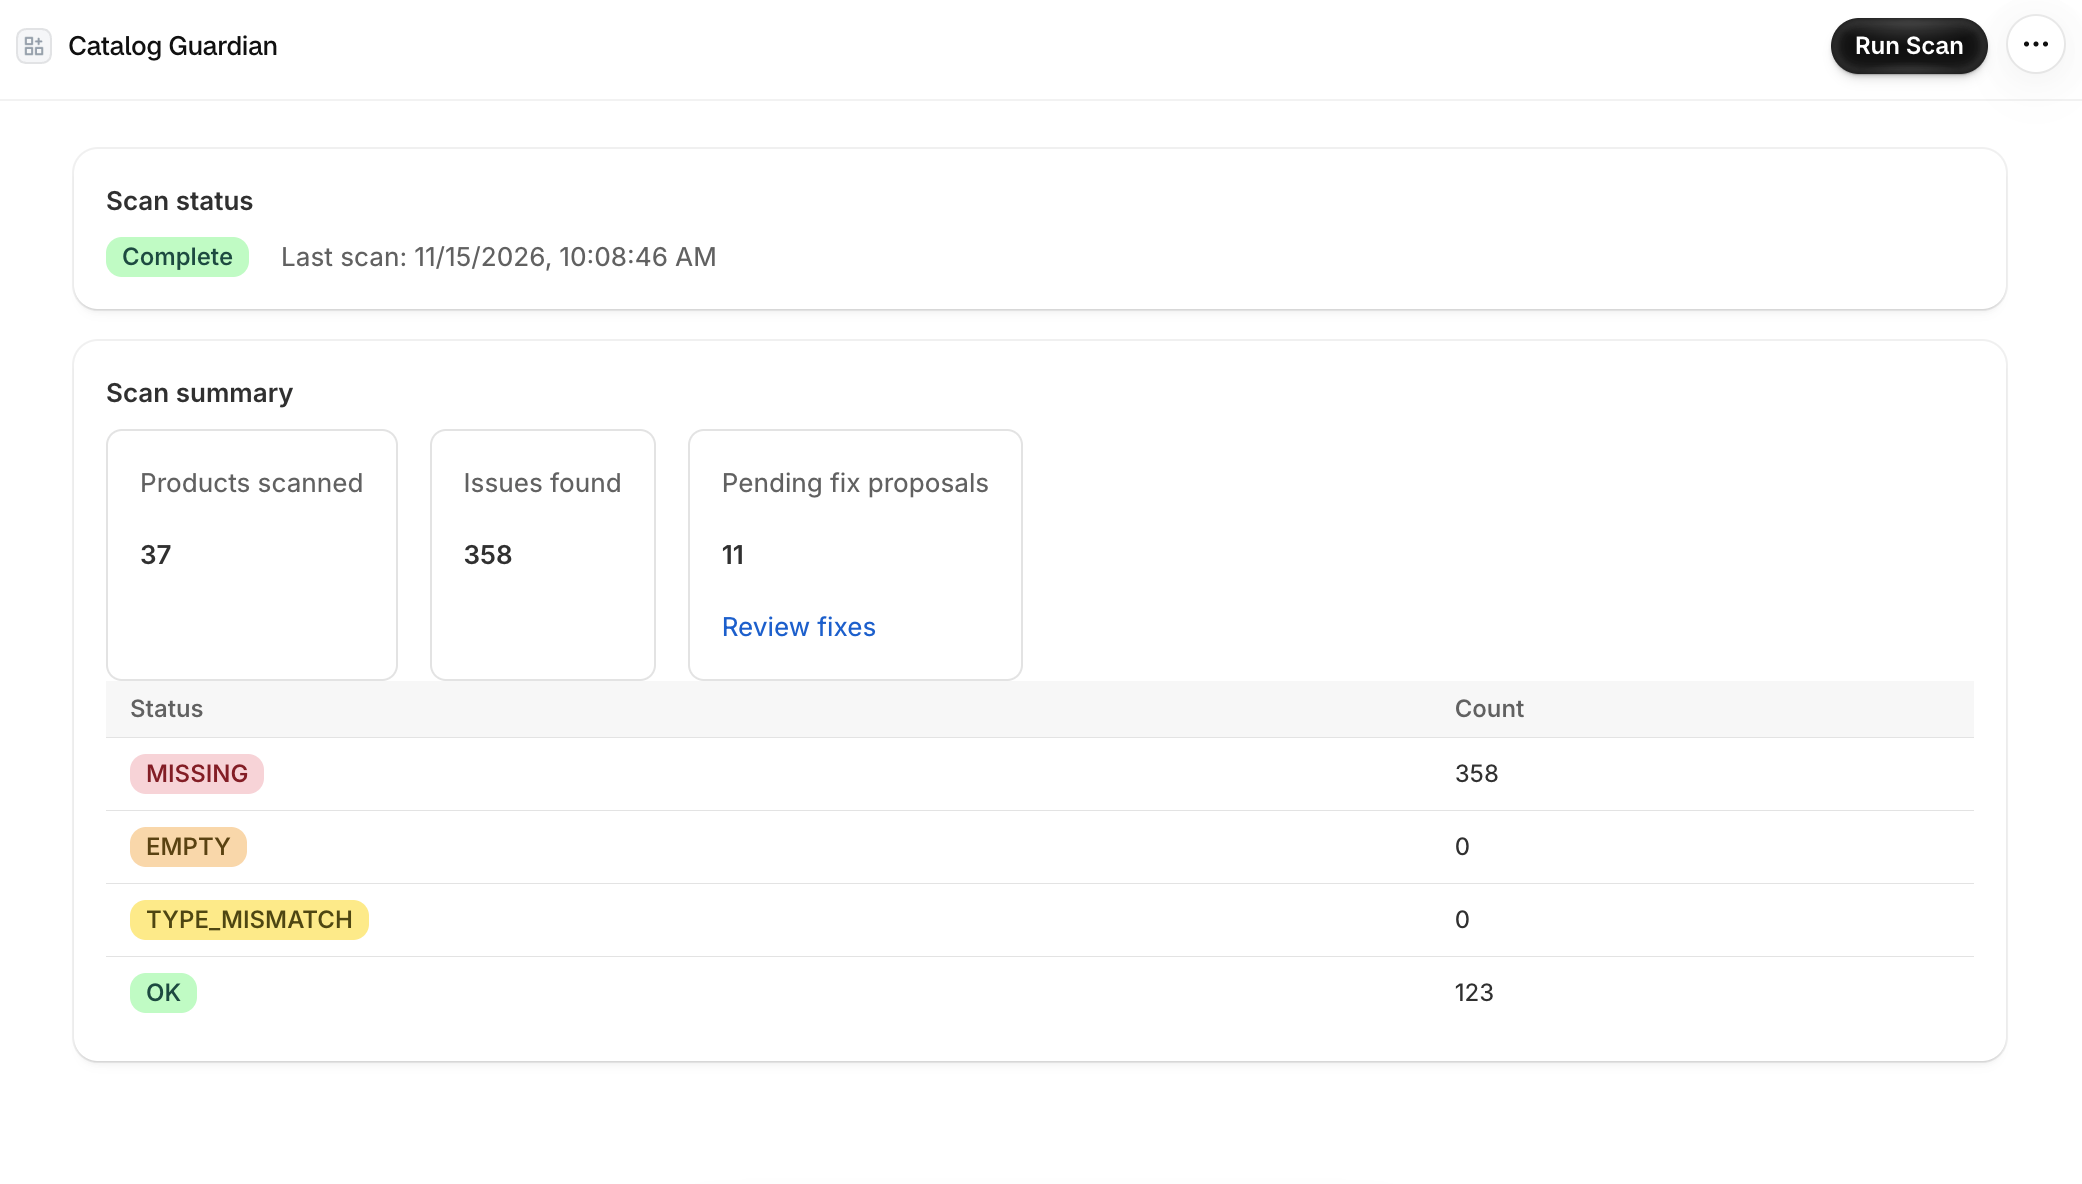 Catalog Guardian
Run Scan
Scan status
Complete Last scan: 11/15/2026, 10:08:46 AM
Scan summary
Products scanned Issues found Pending fix proposals
37 358 11
Review fixes
Status Count
MISSING 358
EMPTY 0
TYPE_MISMATCH 0
OK 123